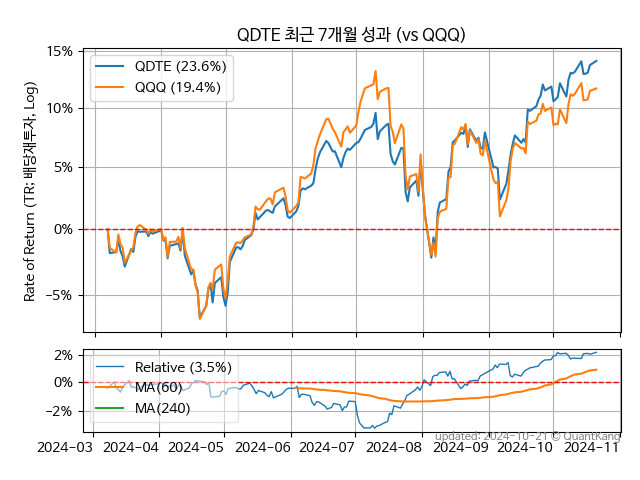 QDTE 최근 7개월 성과 (vs QQQ)
Rate of Return (TR: 배당재투자, Log)
15%
10%
5%
0%
−5%
QDTE (23.6%)
QQQ (19.4%)
2%
0%
−2%
Relative (3.5%)
MA(60)
MA(240)
updated: 2024-10-21 © QuantKang
2024-03
2024-04
2024-05
2024-06
2024-07
2024-08
2024-09
2024-10
2024-11